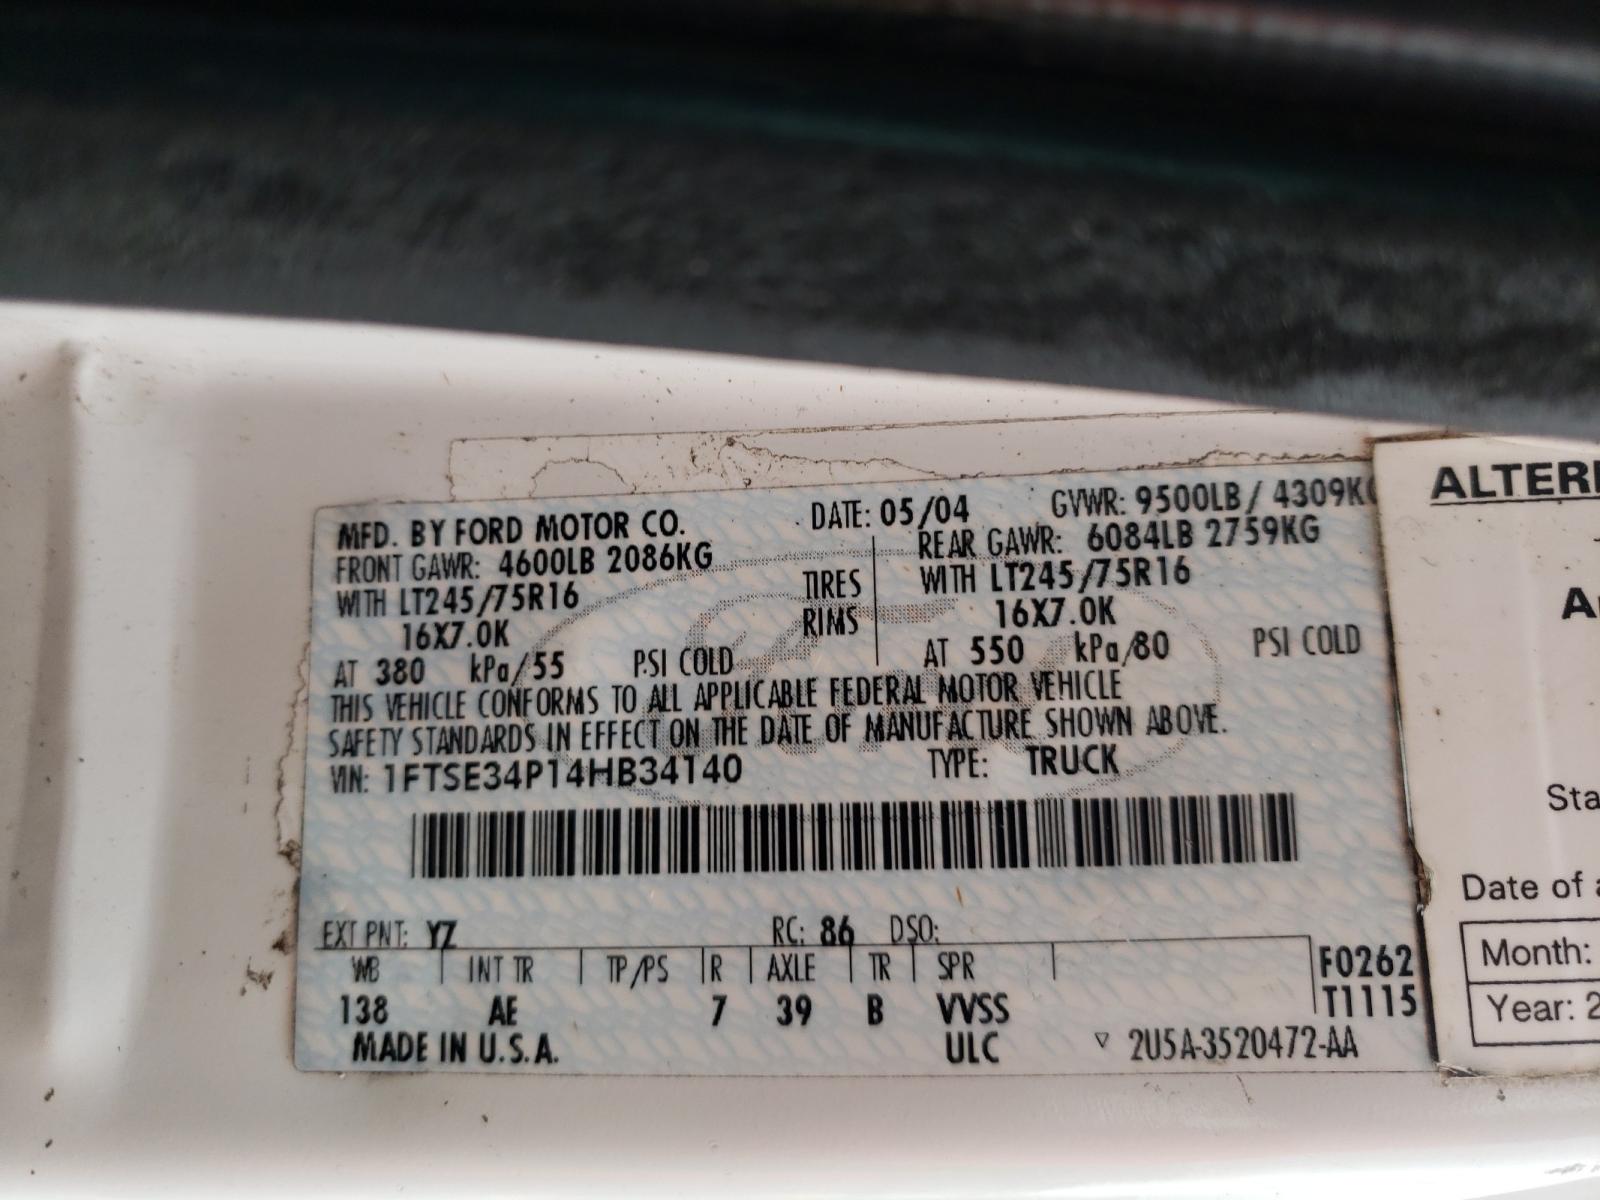 MFD. BY FORD MOTOR CO. DATE: 05/04 GVWR: 9500LB / 4309KG
FRONT GAWR: 4600LB 2086KG REAR GAWR: 6084LB 2759KG
WITH LT245/75R16 TIRES WITH LT245/75R16
16X7.0K RIMS 16X7.0K
AT 380 kPa/55 PSI COLD AT 550 kPa/80 PSI COLD
THIS VEHICLE CONFORMS TO ALL APPLICABLE FEDERAL MOTOR VEHICLE
SAFETY STANDARDS IN EFFECT ON THE DATE OF MANUFACTURE SHOWN ABOVE.
VIN: 1FTSE34P14HB34140 TYPE: TRUCK
EXT PNT: YZ RC: 86 DSO:
WB INT TR TP/PS R AXLE TR SPR F0262
138 AE 7 39 B VVSS T1115
MADE IN U.S.A. ULC ▽ 2U5A-3520472-AA
ALTER
A
Sta
Date of a
Month:
Year: 2